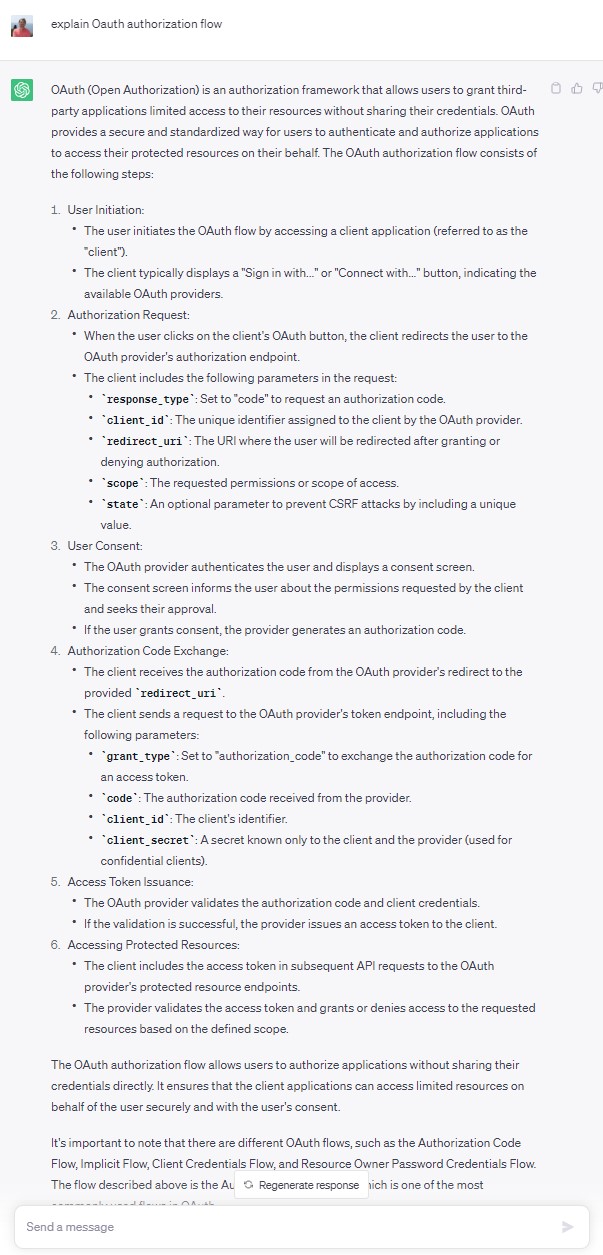 explain Oauth authorization flow
OAuth (Open Authorization) is an authorization framework that allows users to grant third-
party applications limited access to their resources without sharing their credentials. OAuth
provides a secure and standardized way for users to authenticate and authorize applications
to access their protected resources on their behalf. The OAuth authorization flow consists of
the following steps:
1. User Initiation:
• The user initiates the OAuth flow by accessing a client application (referred to as the
"client").
• The client typically displays a "Sign in with..." or "Connect with..." button, indicating the
available OAuth providers.
2. Authorization Request:
• When the user clicks on the client's OAuth button, the client redirects the user to the
OAuth provider's authorization endpoint.
• The client includes the following parameters in the request:
• `response_type`: Set to "code" to request an authorization code.
• `client_id`: The unique identifier assigned to the client by the OAuth provider.
• `redirect_uri`: The URI where the user will be redirected after granting or
denying authorization.
• `scope`: The requested permissions or scope of access.
• `state`: An optional parameter to prevent CSRF attacks by including a unique
value.
3. User Consent:
• The OAuth provider authenticates the user and displays a consent screen.
• The consent screen informs the user about the permissions requested by the client
and seeks their approval.
• If the user grants consent, the provider generates an authorization code.
4. Authorization Code Exchange:
• The client receives the authorization code from the OAuth provider's redirect to the
provided `redirect_uri`.
• The client sends a request to the OAuth provider's token endpoint, including the
following parameters:
• `grant_type`: Set to "authorization_code" to exchange the authorization code for
an access token.
• `code`: The authorization code received from the provider.
• `client_id`: The client's identifier.
• `client_secret`: A secret known only to the client and the provider (used for
confidential clients).
5. Access Token Issuance:
• The OAuth provider validates the authorization code and client credentials.
• If the validation is successful, the provider issues an access token to the client.
6. Accessing Protected Resources:
• The client includes the access token in subsequent API requests to the OAuth
provider's protected resource endpoints.
• The provider validates the access token and grants or denies access to the requested
resources based on the defined scope.
The OAuth authorization flow allows users to authorize applications without sharing their
credentials directly. It ensures that the client applications can access limited resources on
behalf of the user securely and with the user's consent.
It's important to note that there are different OAuth flows, such as the Authorization Code
Flow, Implicit Flow, Client Credentials Flow, and Resource Owner Password Credentials Flow.
The flow described above is the Au
Regenerate response
which is one of the most
commonly used flows in OAuth.
Send a message